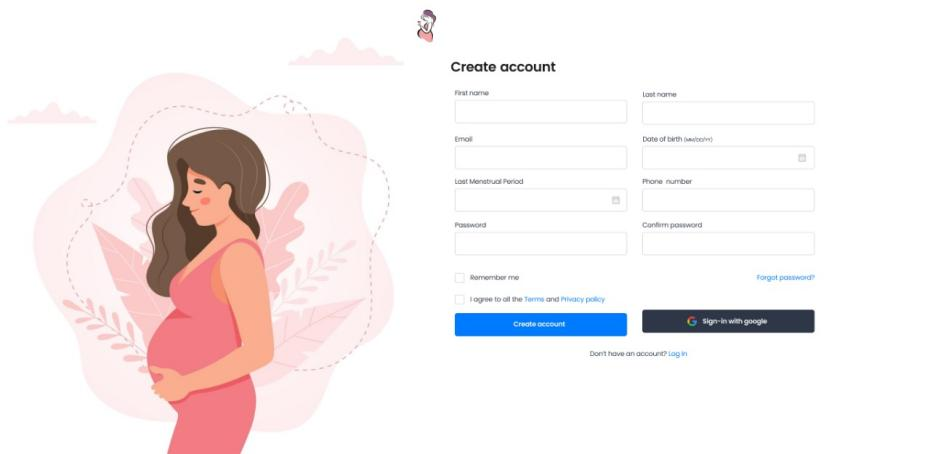 Create account
First name
Last name
Email
Date of birth (MM/DD/YY)
Last Menstrual Period
Phone number
Password
Confirm password
Remember me
Forgot password?
I agree to all the Terms and Privacy policy
Create account
Sign-in with google
Don't have an account? Log In